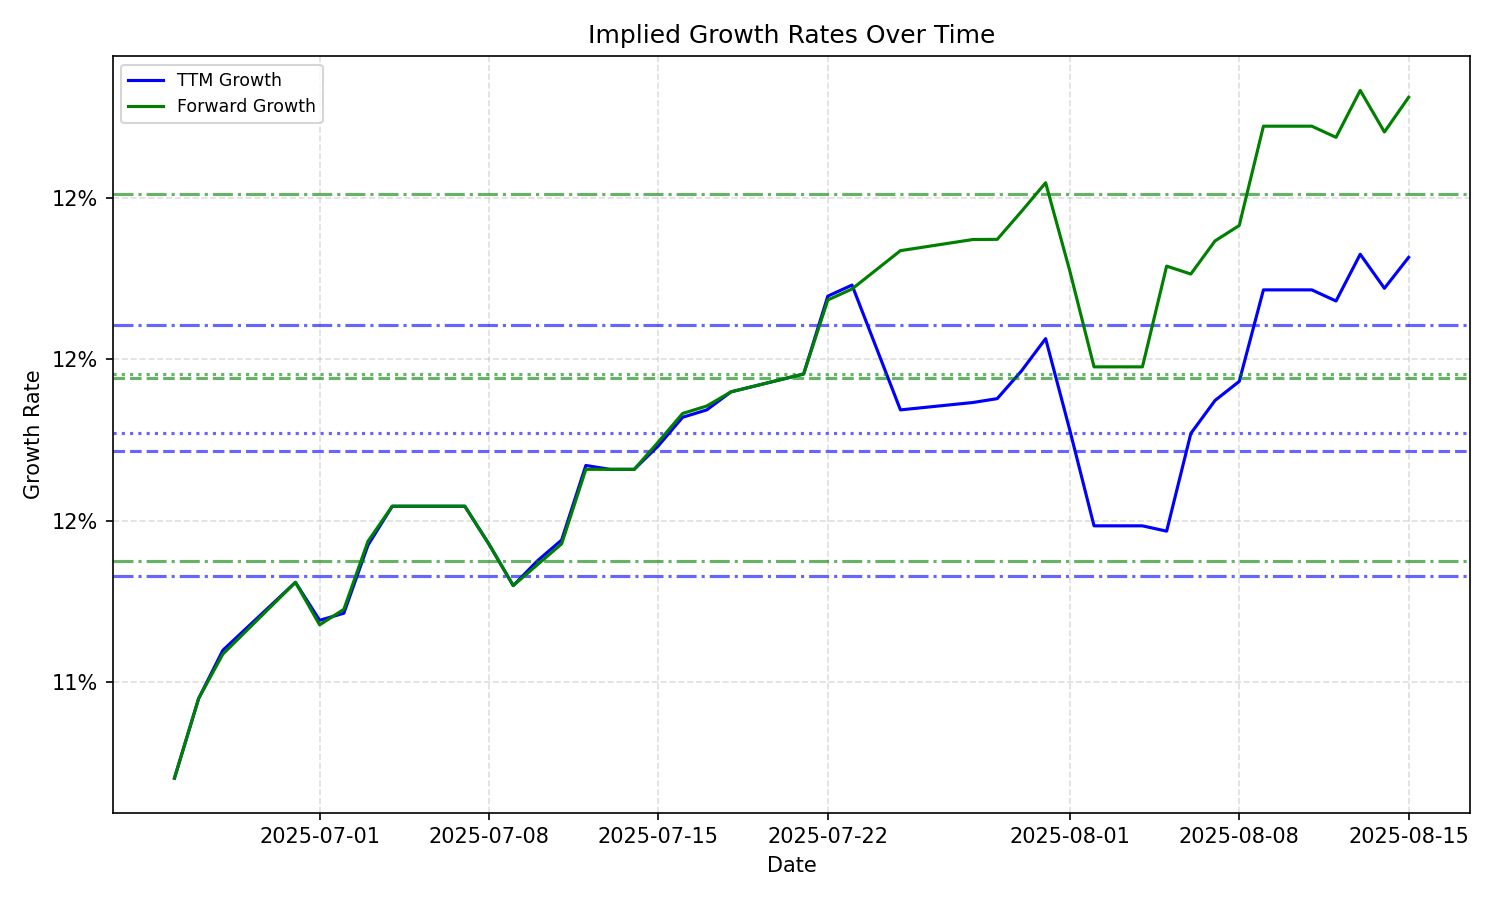 Implied Growth Rates Over Time
TTM Growth
Forward Growth
12%
12%
12%
11%
Growth Rate
2025-07-01
2025-07-08
2025-07-15
2025-07-22
2025-08-01
2025-08-08
2025-08-15
Date